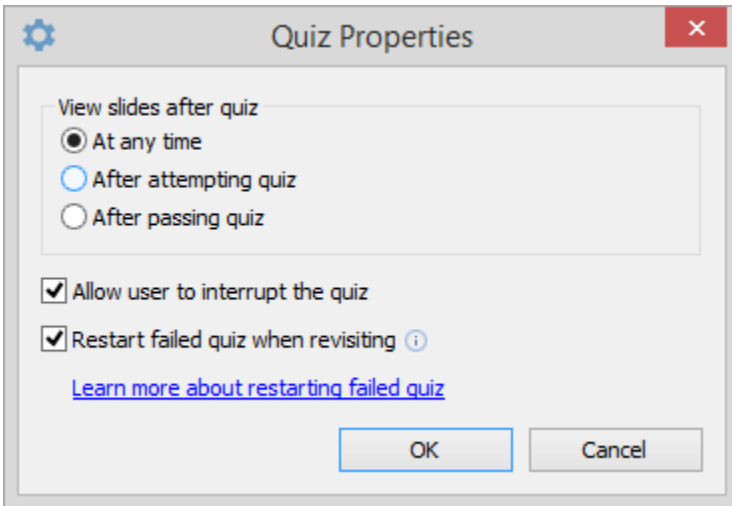 Quiz Properties
View slides after quiz
At any time
After attempting quiz
After passing quiz
Allow user to interrupt the quiz
Restart failed quiz when revisiting
Learn more about restarting failed quiz
OK Cancel